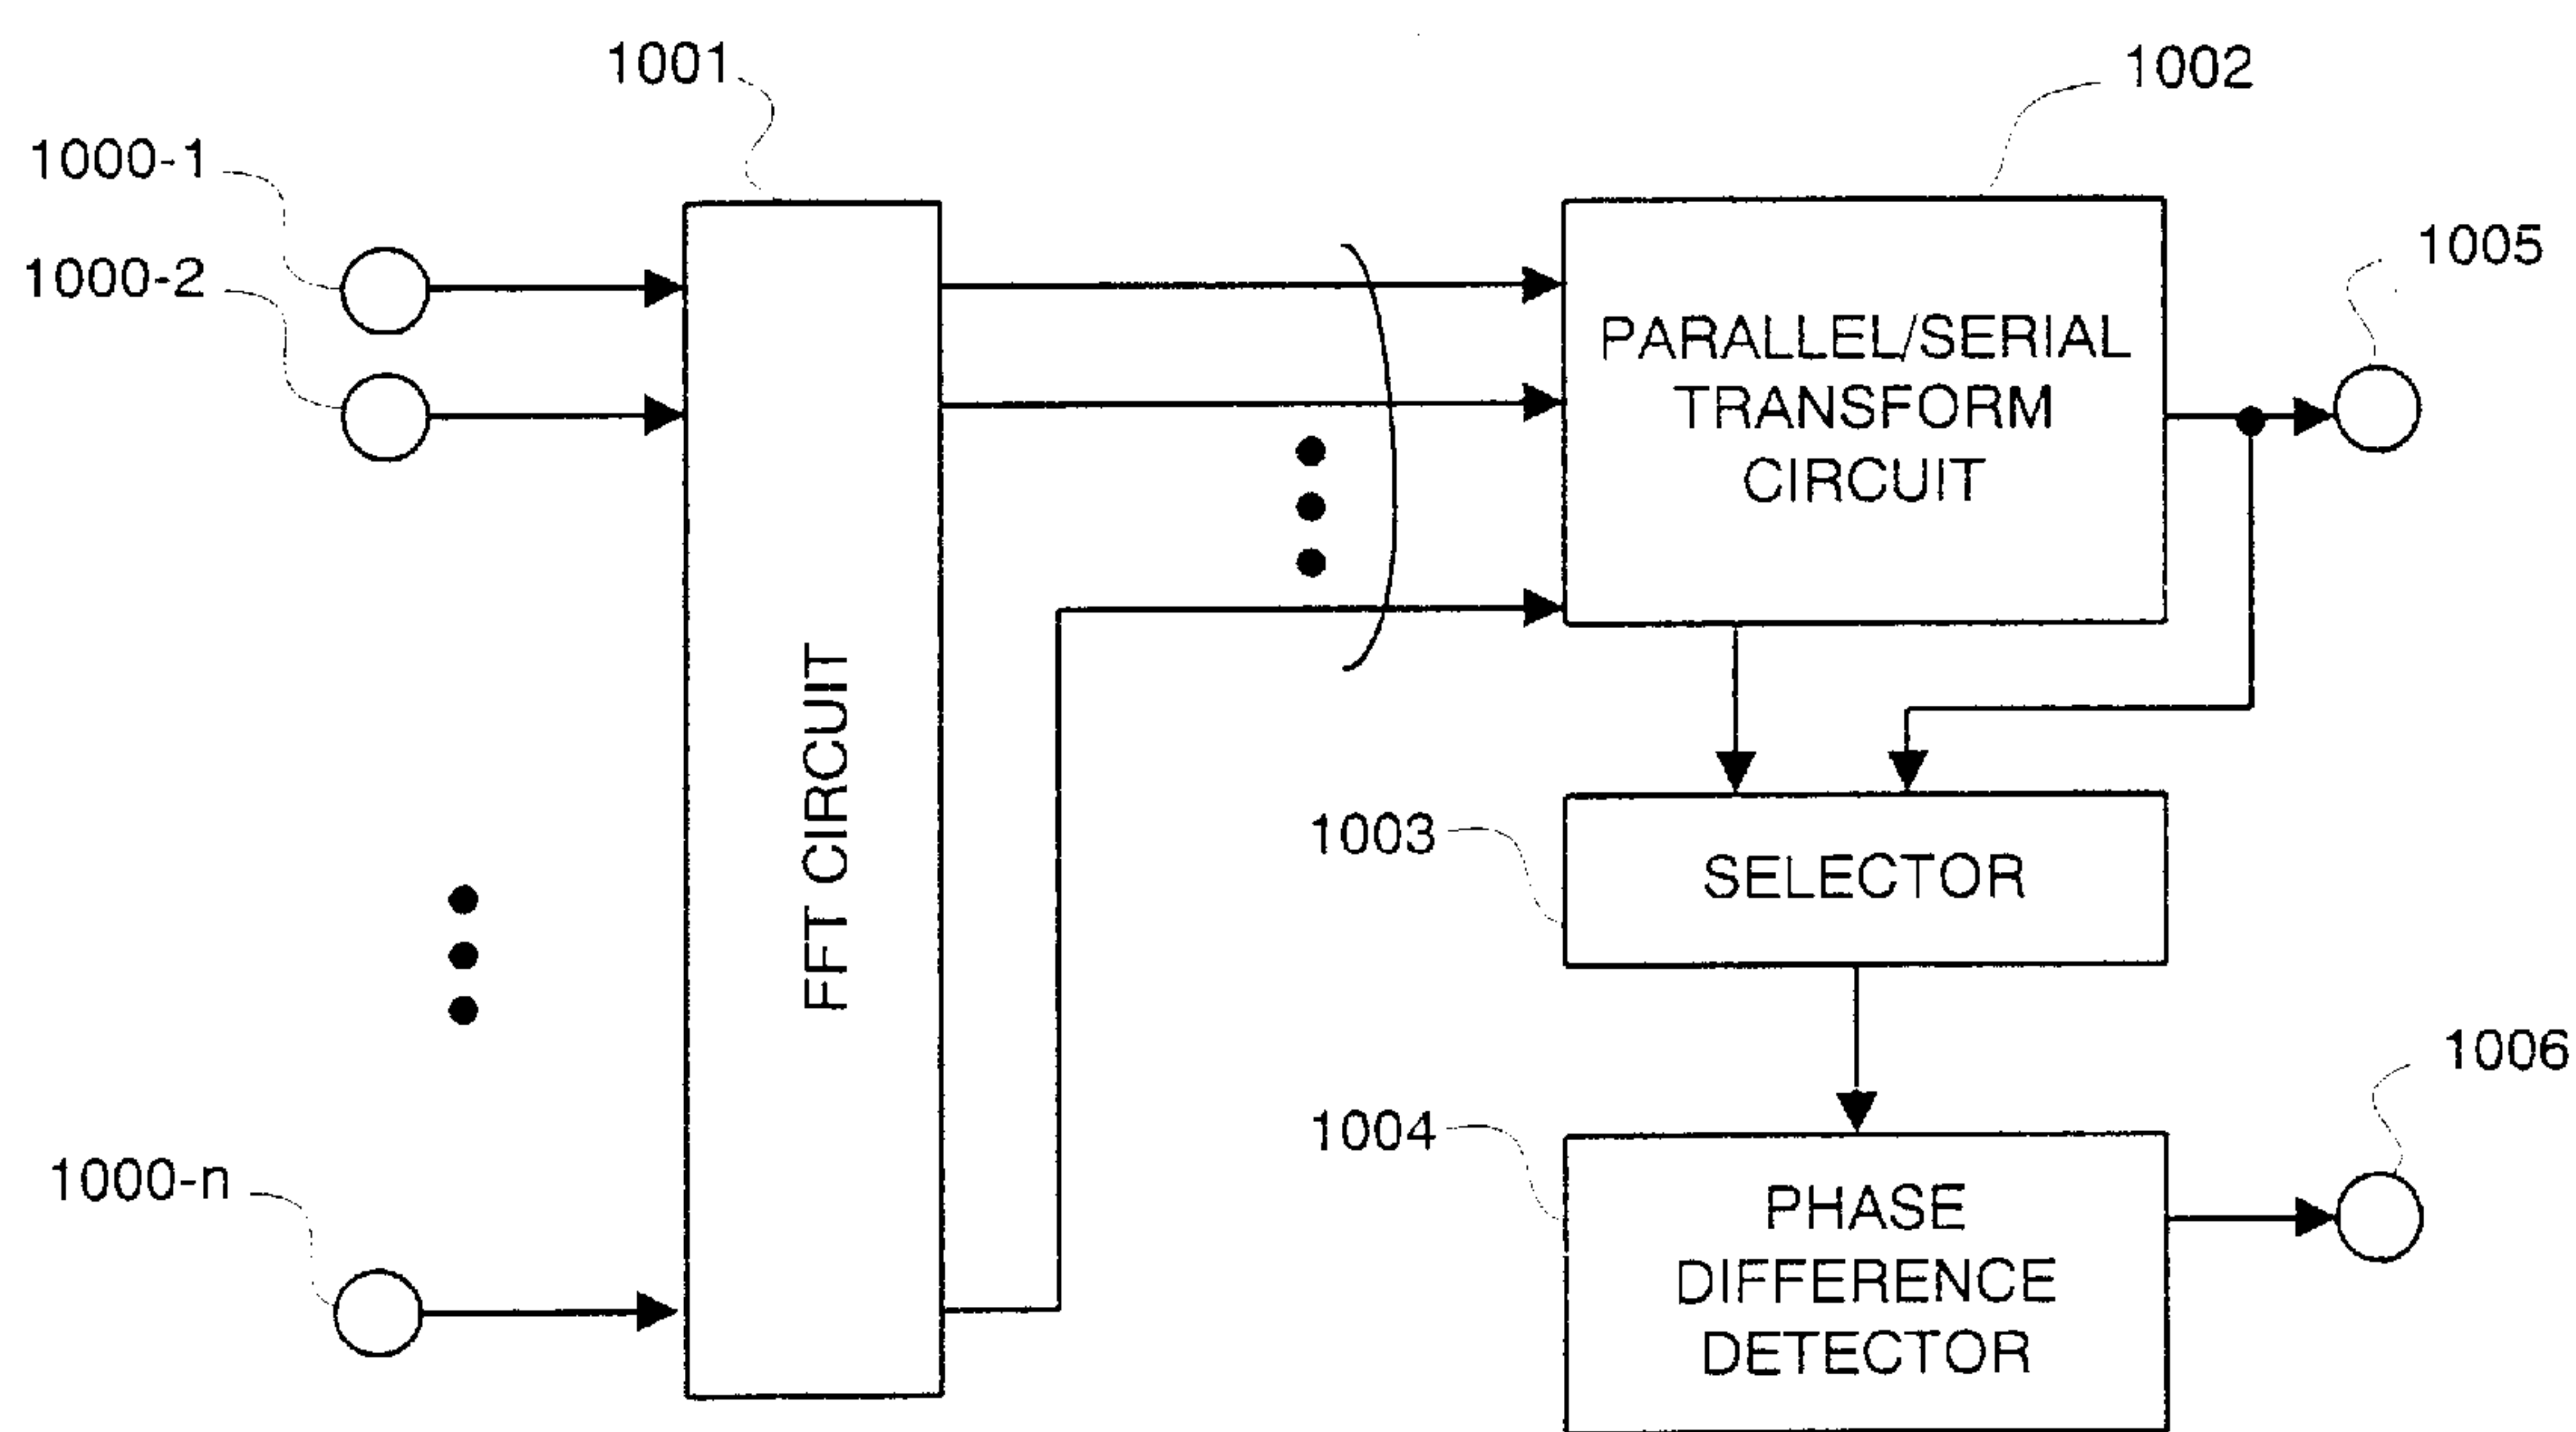 1001
1002
1000-1
1005
1000-2
PARALLEL/SERIAL
TRANSFORM
CIRCUIT
FFT CIRCUIT
1003
SELECTOR
1006
1004
1000-n
PHASE
DIFFERENCE
DETECTOR